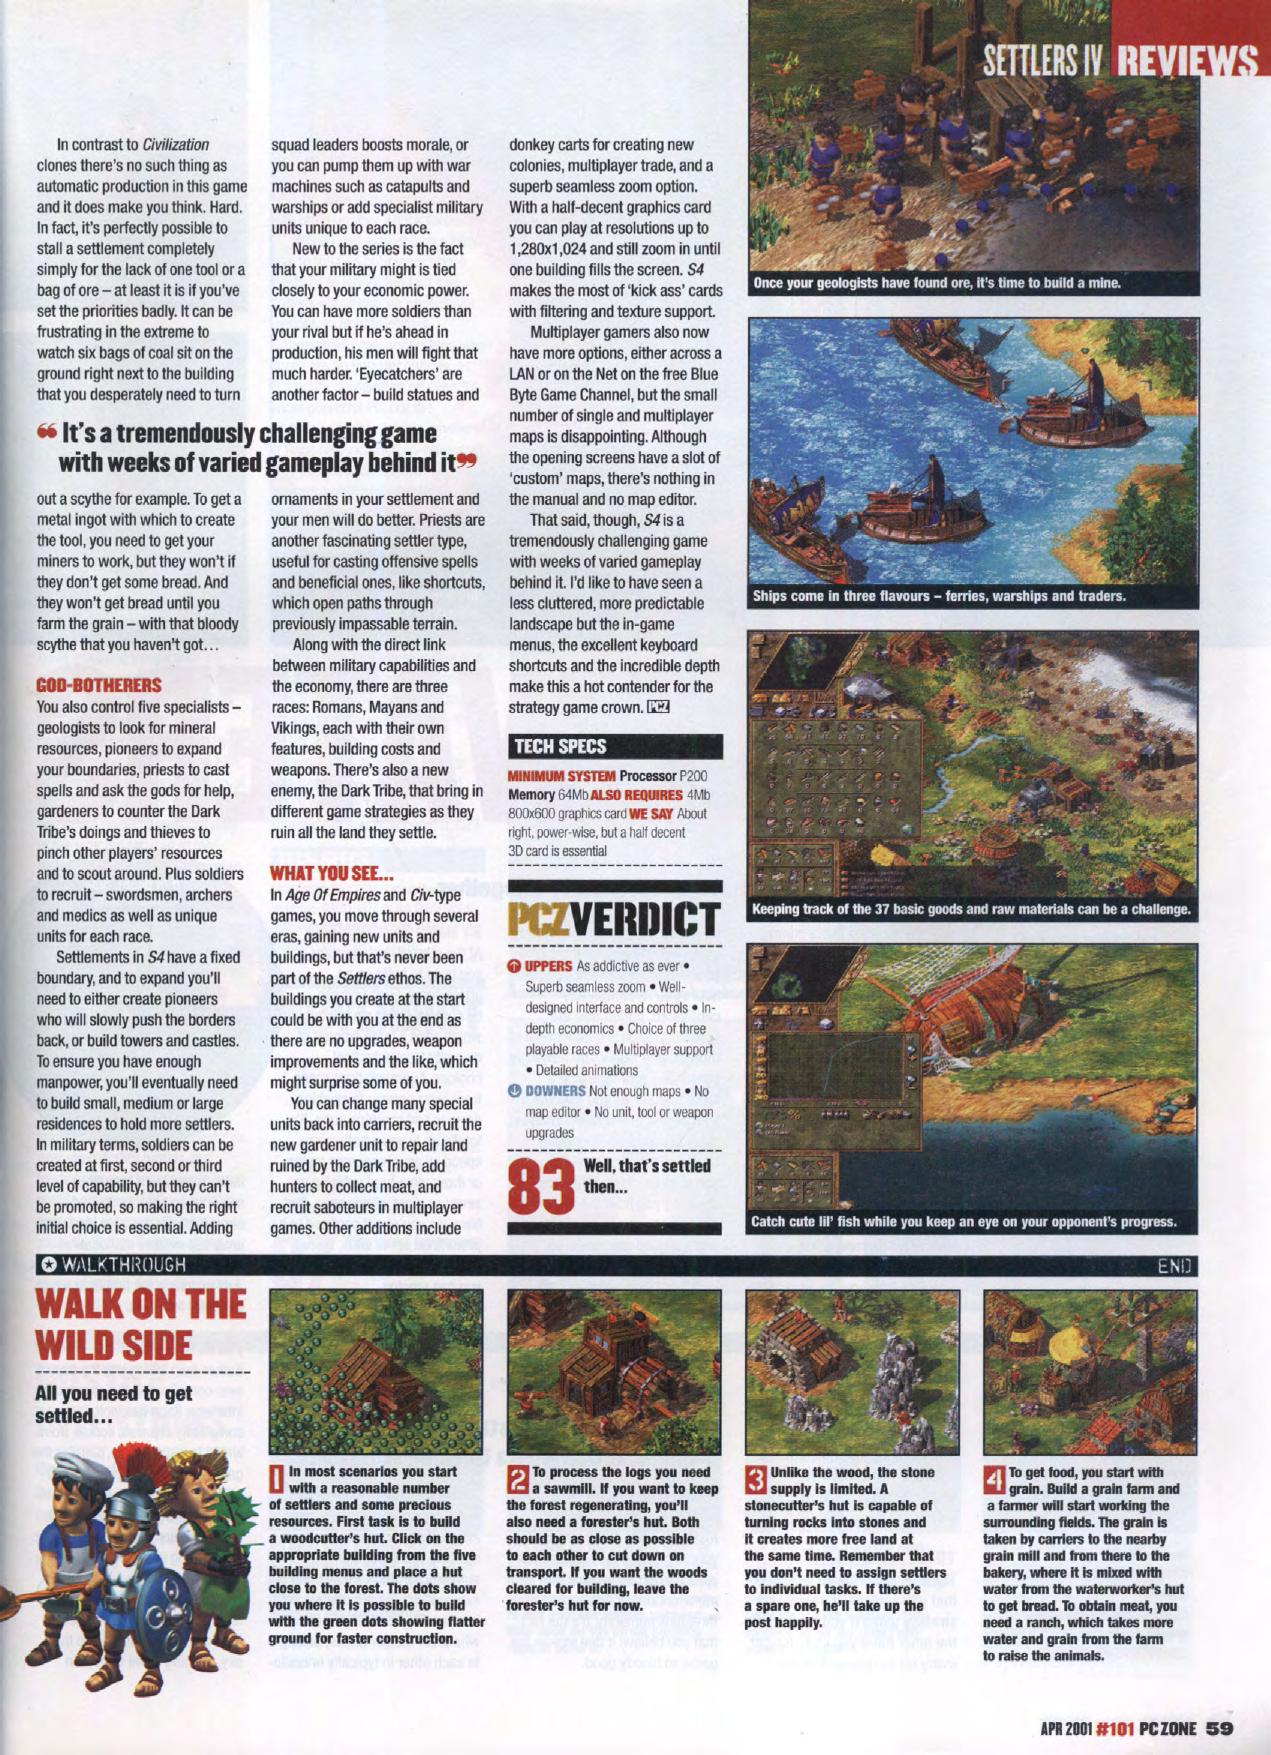 SETTLERS IV REVIEWS
In contrast to Civilization
clones there's no such thing as
automatic production in this game
and it does make you think. Hard.
In fact, it's perfectly possible to
stall a settlement completely
simply for the lack of one tool or a
bag of ore – at least it is if you've
set the priorities badly. It can be
frustrating in the extreme to
watch six bags of coal sit on the
ground right next to the building
that you desperately need to turn
❝ It's a tremendously challenging game
with weeks of varied gameplay behind it❞
out a scythe for example. To get a
metal ingot with which to create
the tool, you need to get your
miners to work, but they won't if
they don't get some bread. And
they won't get bread until you
farm the grain – with that bloody
scythe that you haven't got…
GOD-BOTHERERS
You also control five specialists –
geologists to look for mineral
resources, pioneers to expand
your boundaries, priests to cast
spells and ask the gods for help,
gardeners to counter the Dark
Tribe's doings and thieves to
pinch other players' resources
and to scout around. Plus soldiers
to recruit – swordsmen, archers
and medics as well as unique
units for each race.
Settlements in S4 have a fixed
boundary, and to expand you'll
need to either create pioneers
who will slowly push the borders
back, or build towers and castles.
To ensure you have enough
manpower, you'll eventually need
to build small, medium or large
residences to hold more settlers.
In military terms, soldiers can be
created at first, second or third
level of capability, but they can't
be promoted, so making the right
initial choice is essential. Adding
squad leaders boosts morale, or
you can pump them up with war
machines such as catapults and
warships or add specialist military
units unique to each race.
New to the series is the fact
that your military might is tied
closely to your economic power.
You can have more soldiers than
your rival but if he's ahead in
production, his men will fight that
much harder. 'Eyecatchers' are
another factor – build statues and
ornaments in your settlement and
your men will do better. Priests are
another fascinating settler type,
useful for casting offensive spells
and beneficial ones, like shortcuts,
which open paths through
previously impassable terrain.
Along with the direct link
between military capabilities and
the economy, there are three
races: Romans, Mayans and
Vikings, each with their own
features, building costs and
weapons. There's also a new
enemy, the Dark Tribe, that bring in
different game strategies as they
ruin all the land they settle.
WHAT YOU SEE...
In Age Of Empires and Civ-type
games, you move through several
eras, gaining new units and
buildings, but that's never been
part of the Settlers ethos. The
buildings you create at the start
could be with you at the end as
there are no upgrades, weapon
improvements and the like, which
might surprise some of you.
You can change many special
units back into carriers, recruit the
new gardener unit to repair land
ruined by the Dark Tribe, add
hunters to collect meat, and
recruit saboteurs in multiplayer
games. Other additions include
donkey carts for creating new
colonies, multiplayer trade, and a
superb seamless zoom option.
With a half-decent graphics card
you can play at resolutions up to
1,280x1,024 and still zoom in until
one building fills the screen. S4
makes the most of 'kick ass' cards
with filtering and texture support.
Multiplayer gamers also now
have more options, either across a
LAN or on the Net on the free Blue
Byte Game Channel, but the small
number of single and multiplayer
maps is disappointing. Although
the opening screens have a slot of
'custom' maps, there's nothing in
the manual and no map editor.
That said, though, S4 is a
tremendously challenging game
with weeks of varied gameplay
behind it. I'd like to have seen a
less cluttered, more predictable
landscape but the in-game
menus, the excellent keyboard
shortcuts and the incredible depth
make this a hot contender for the
strategy game crown. PCZ
TECH SPECS
MINIMUM SYSTEM Processor P200
Memory 64Mb ALSO REQUIRES 4Mb
800x600 graphics card WE SAY About
right, power-wise, but a half decent
3D card is essential
PCZVERDICT
UPPERS As addictive as ever •
Superb seamless zoom • Well-
designed interface and controls • In-
depth economics • Choice of three
playable races • Multiplayer support
• Detailed animations
DOWNERS Not enough maps • No
map editor • No unit, tool or weapon
upgrades
83 Well, that's settled
then...
Once your geologists have found ore, it's time to build a mine.
Ships come in three flavours – ferries, warships and traders.
Keeping track of the 37 basic goods and raw materials can be a challenge.
Catch cute lil' fish while you keep an eye on your opponent's progress.
WALKTHROUGH
END
WALK ON THE
WILD SIDE
All you need to get
settled...
1 In most scenarios you start
with a reasonable number
of settlers and some precious
resources. First task is to build
a woodcutter's hut. Click on the
appropriate building from the five
building menus and place a hut
close to the forest. The dots show
you where it is possible to build
with the green dots showing flatter
ground for faster construction.
2 To process the logs you need
a sawmill. If you want to keep
the forest regenerating, you'll
also need a forester's hut. Both
should be as close as possible
to each other to cut down on
transport. If you want the woods
cleared for building, leave the
forester's hut for now.
3 Unlike the wood, the stone
supply is limited. A
stonecutter's hut is capable of
turning rocks into stones and
it creates more free land at
the same time. Remember that
you don't need to assign settlers
to individual tasks. If there's
a spare one, he'll take up the
post happily.
4 To get food, you start with
grain. Build a grain farm and
a farmer will start working the
surrounding fields. The grain is
taken by carriers to the nearby
grain mill and from there to the
bakery, where it is mixed with
water from the waterworker's hut
to get bread. To obtain meat, you
need a ranch, which takes more
water and grain from the farm
to raise the animals.
APR 2001 #101 PC ZONE 59